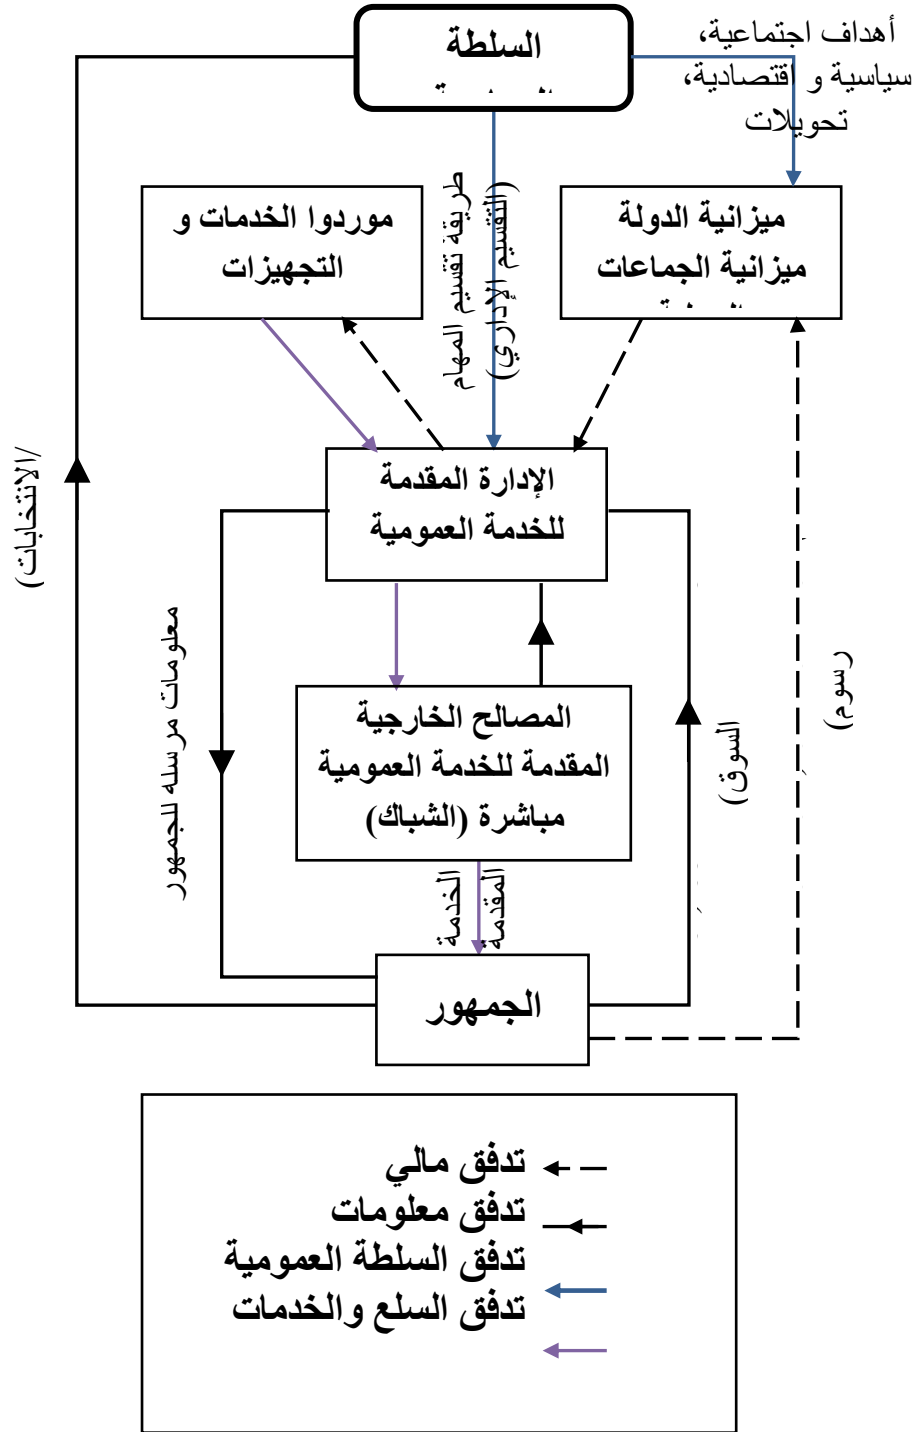 السلطة
أهداف اجتماعية،
سياسية و اقتصادية،
تحويلات
ميزانية الدولة
ميزانية الجماعات
طريقة تقسيم المهام
(التقسيم الإداري)
موردوا الخدمات و
التجهيزات
الإدارة المقدمة
للخدمة العمومية
الانتخابات/)
معلومات مرسلة للجمهور
المصالح الخارجية
المقدمة للخدمة العمومية
مباشرة (الشباك)
السوق)
رسوم)
الخدمة
المقدمة
الجمهور
تدفق مالي
تدفق معلومات
تدفق السلطة العمومية
تدفق السلع والخدمات